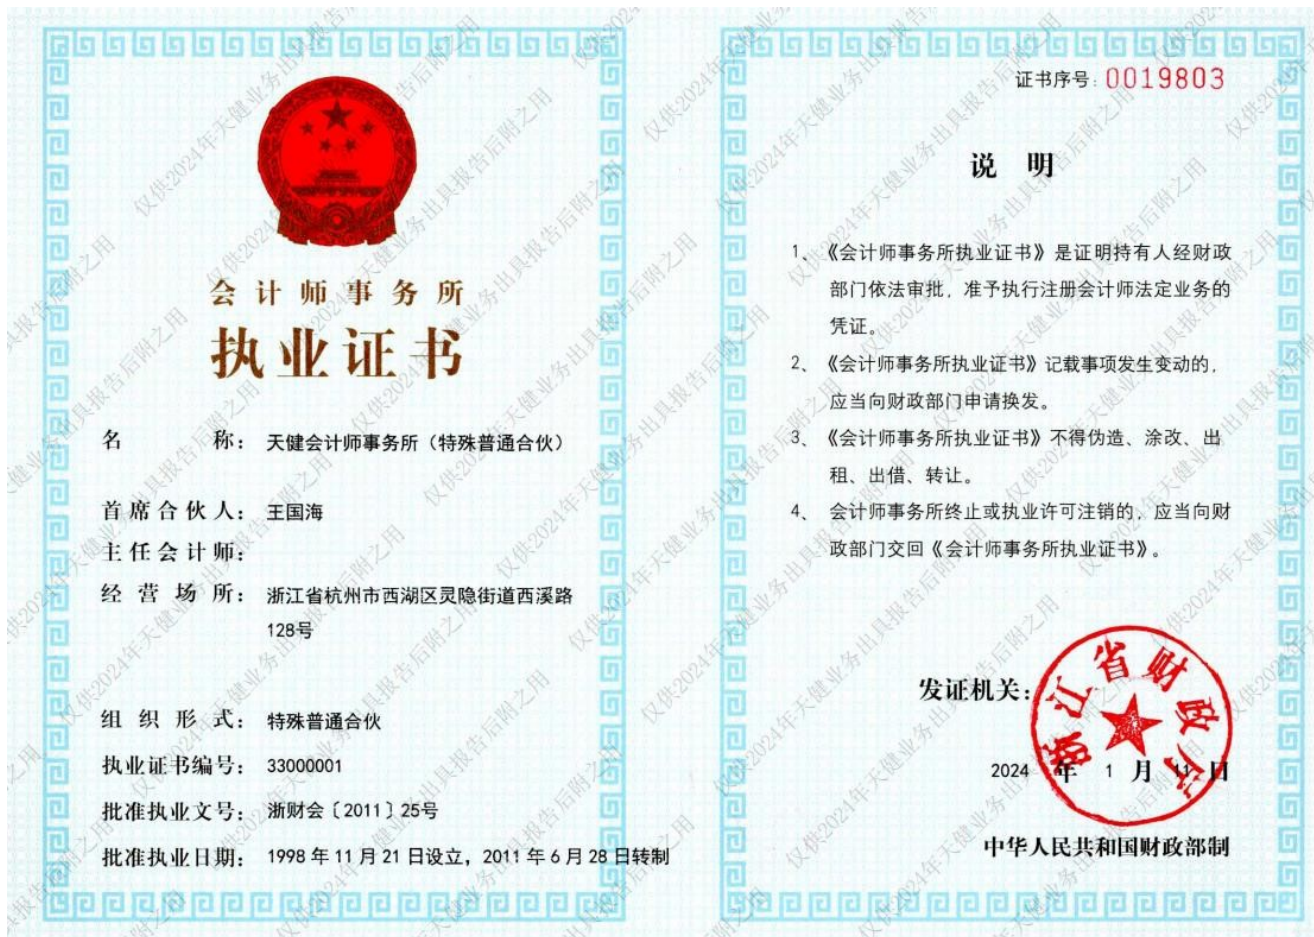 会计师事务所
执业证书
名 称： 天健会计师事务所（特殊普通合伙）
首席合伙人： 王国海
主任会计师：
经营场所： 浙江省杭州市西湖区灵隐街道西溪路
128号
组织形式： 特殊普通合伙
执业证书编号： 33000001
批准执业文号： 浙财会〔2011〕25号
批准执业日期： 1998年11月21日设立，2011年6月28日转制
证书序号：0019803
说 明
1、《会计师事务所执业证书》是证明持有人经财政
部门依法审批，准予执行注册会计师法定业务的
凭证。
2、《会计师事务所执业证书》记载事项发生变动的，
应当向财政部门申请换发。
3、《会计师事务所执业证书》不得伪造、涂改、出
租、出借、转让。
4、会计师事务所终止或执业许可注销的，应当向财
政部门交回《会计师事务所执业证书》。
发证机关：
浙江省财政厅
2024 年 1 月 11 日
中华人民共和国财政部制
仅供2024年天健业务出具报告后附之用